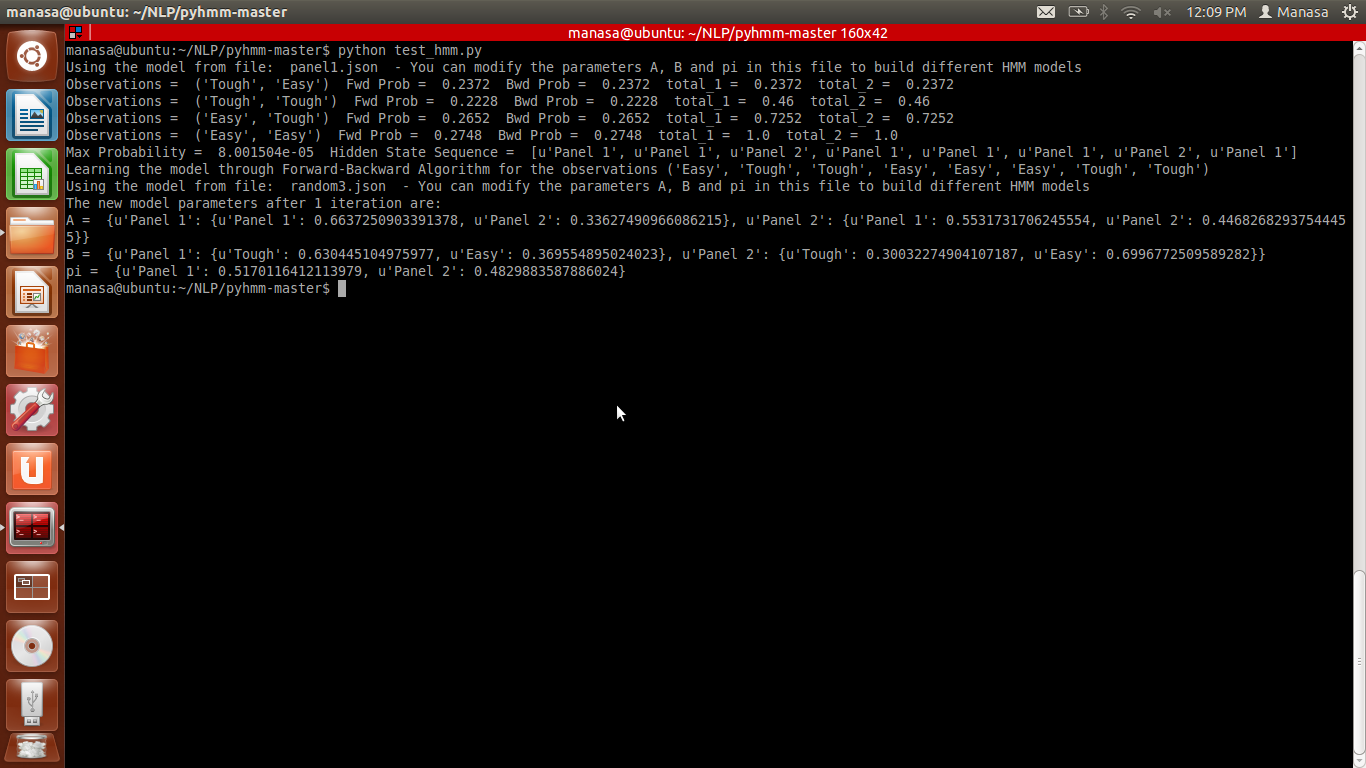 manasa@ubuntu: ~/NLP/pyhmm-master 12:09 PM Manasa
manasa@ubuntu: ~/NLP/pyhmm-master 160x42
manasa@ubuntu:~/NLP/pyhmm-master$ python test_hmm.py
Using the model from file:  panel1.json  - You can modify the parameters A, B and pi in this file to build different HMM models
Observations =  ('Tough', 'Easy')  Fwd Prob =  0.2372  Bwd Prob =  0.2372  total_1 =  0.2372  total_2 =  0.2372
Observations =  ('Tough', 'Tough')  Fwd Prob =  0.2228  Bwd Prob =  0.2228  total_1 =  0.46  total_2 =  0.46
Observations =  ('Easy', 'Tough')  Fwd Prob =  0.2652  Bwd Prob =  0.2652  total_1 =  0.7252  total_2 =  0.7252
Observations =  ('Easy', 'Easy')  Fwd Prob =  0.2748  Bwd Prob =  0.2748  total_1 =  1.0  total_2 =  1.0
Max Probability =  8.001504e-05  Hidden State Sequence =  [u'Panel 1', u'Panel 1', u'Panel 2', u'Panel 1', u'Panel 1', u'Panel 1', u'Panel 2', u'Panel 1']
Learning the model through Forward-Backward Algorithm for the observations ('Easy', 'Tough', 'Tough', 'Easy', 'Easy', 'Easy', 'Tough', 'Tough')
Using the model from file:  random3.json  - You can modify the parameters A, B and pi in this file to build different HMM models
The new model parameters after 1 iteration are:
A =  {u'Panel 1': {u'Panel 1': 0.6637250903391378, u'Panel 2': 0.33627490966086215}, u'Panel 2': {u'Panel 1': 0.5531731706245554, u'Panel 2': 0.4468268293754445
5}}
B =  {u'Panel 1': {u'Tough': 0.630445104975977, u'Easy': 0.369554895024023}, u'Panel 2': {u'Tough': 0.30032274904107187, u'Easy': 0.6996772509589282}}
pi =  {u'Panel 1': 0.5170116412113979, u'Panel 2': 0.4829883587886024}
manasa@ubuntu:~/NLP/pyhmm-master$